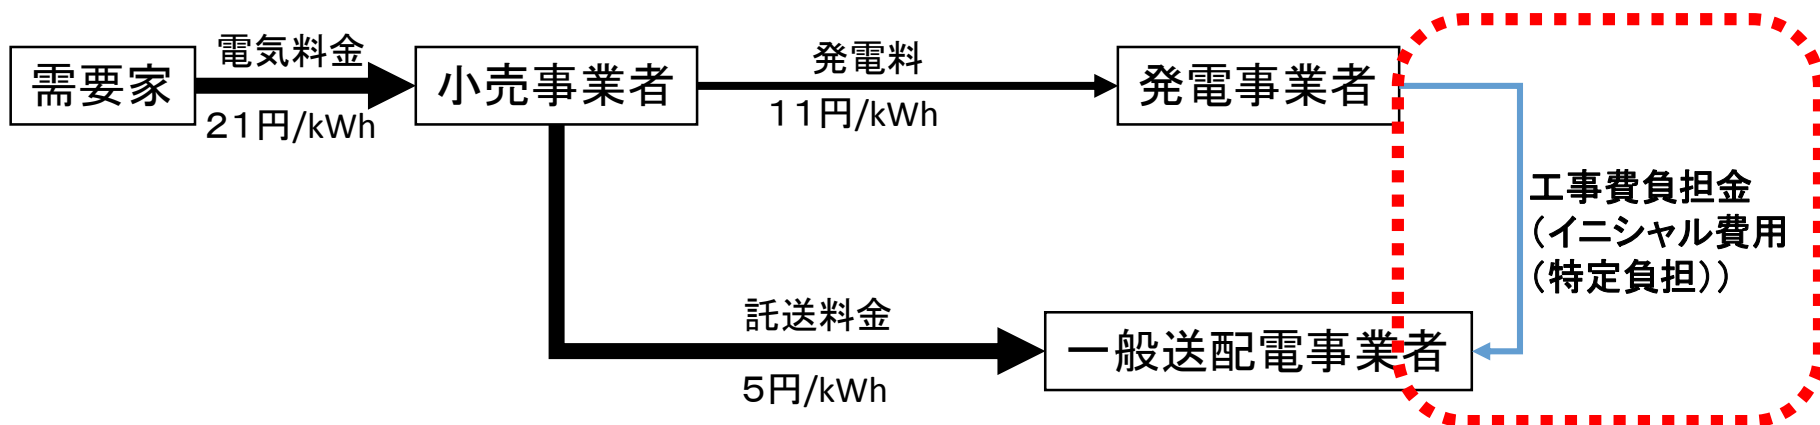 需要家
電気料金
21円/kWh
小売事業者
発電料
11円/kWh
発電事業者
工事費負担金
(イニシャル費用
(特定負担))
託送料金
5円/kWh
一般送配電事業者